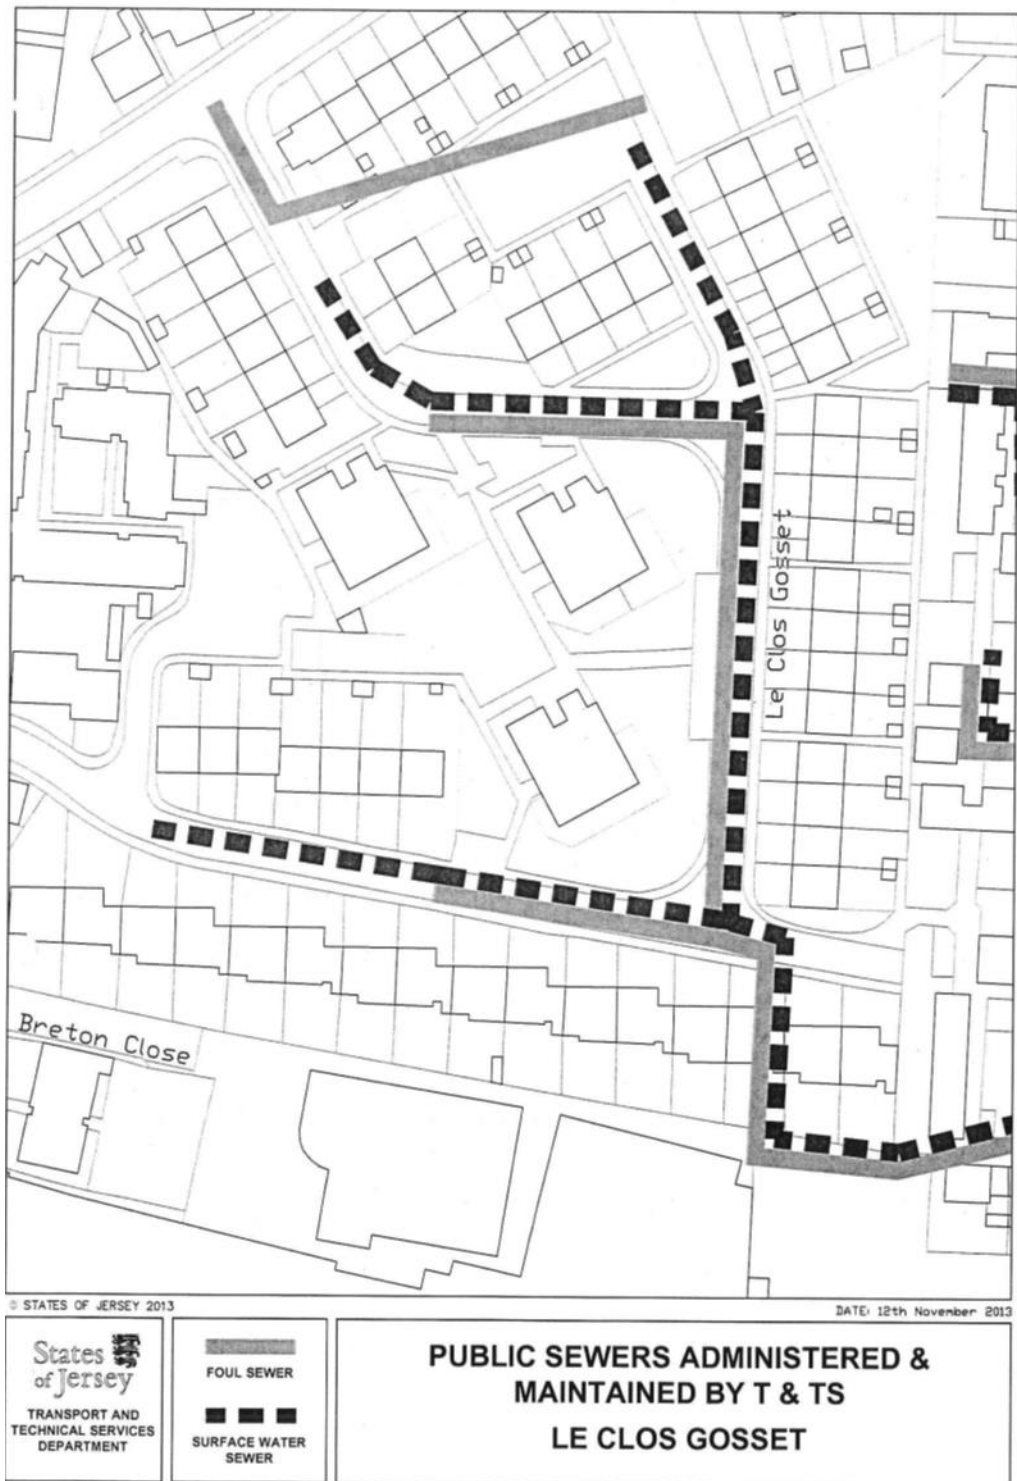 Le Clos Gosset
Breton Close
© STATES OF JERSEY 2013
DATE: 12th November 2013
States
of Jersey
TRANSPORT AND
TECHNICAL SERVICES
DEPARTMENT
FOUL SEWER
SURFACE WATER
SEWER
PUBLIC SEWERS ADMINISTERED &
MAINTAINED BY T & TS
LE CLOS GOSSET